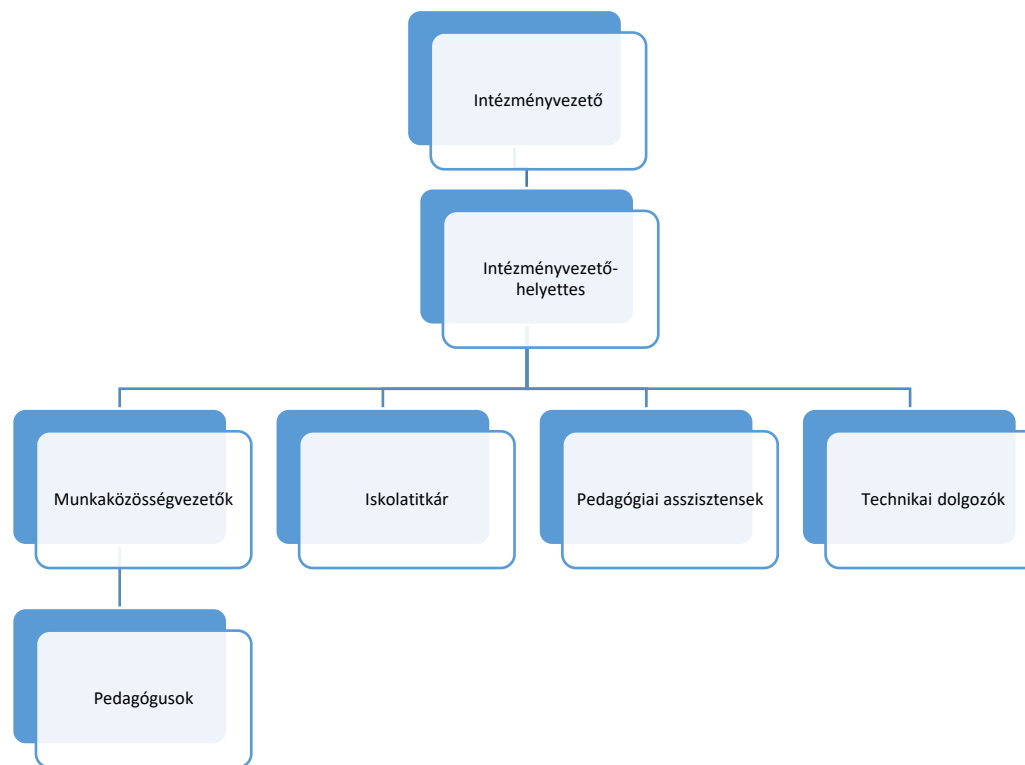 Intézményvezető
Intézményvezető-
helyettes
Munkaközösségvezetők
Iskolatitkár
Pedagógiai asszisztensek
Technikai dolgozók
Pedagógusok